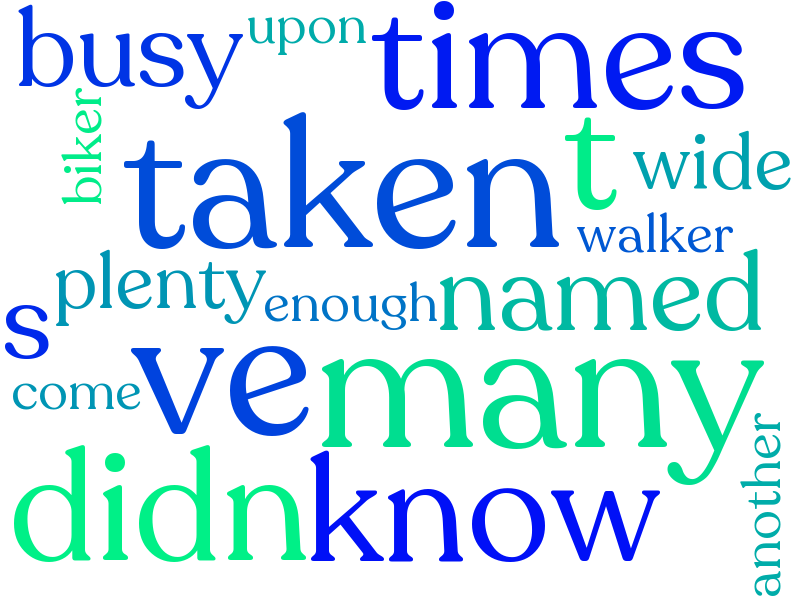 busy upon times
biker taken t wide
walker
plenty enough named
s ve many
come
didn know another